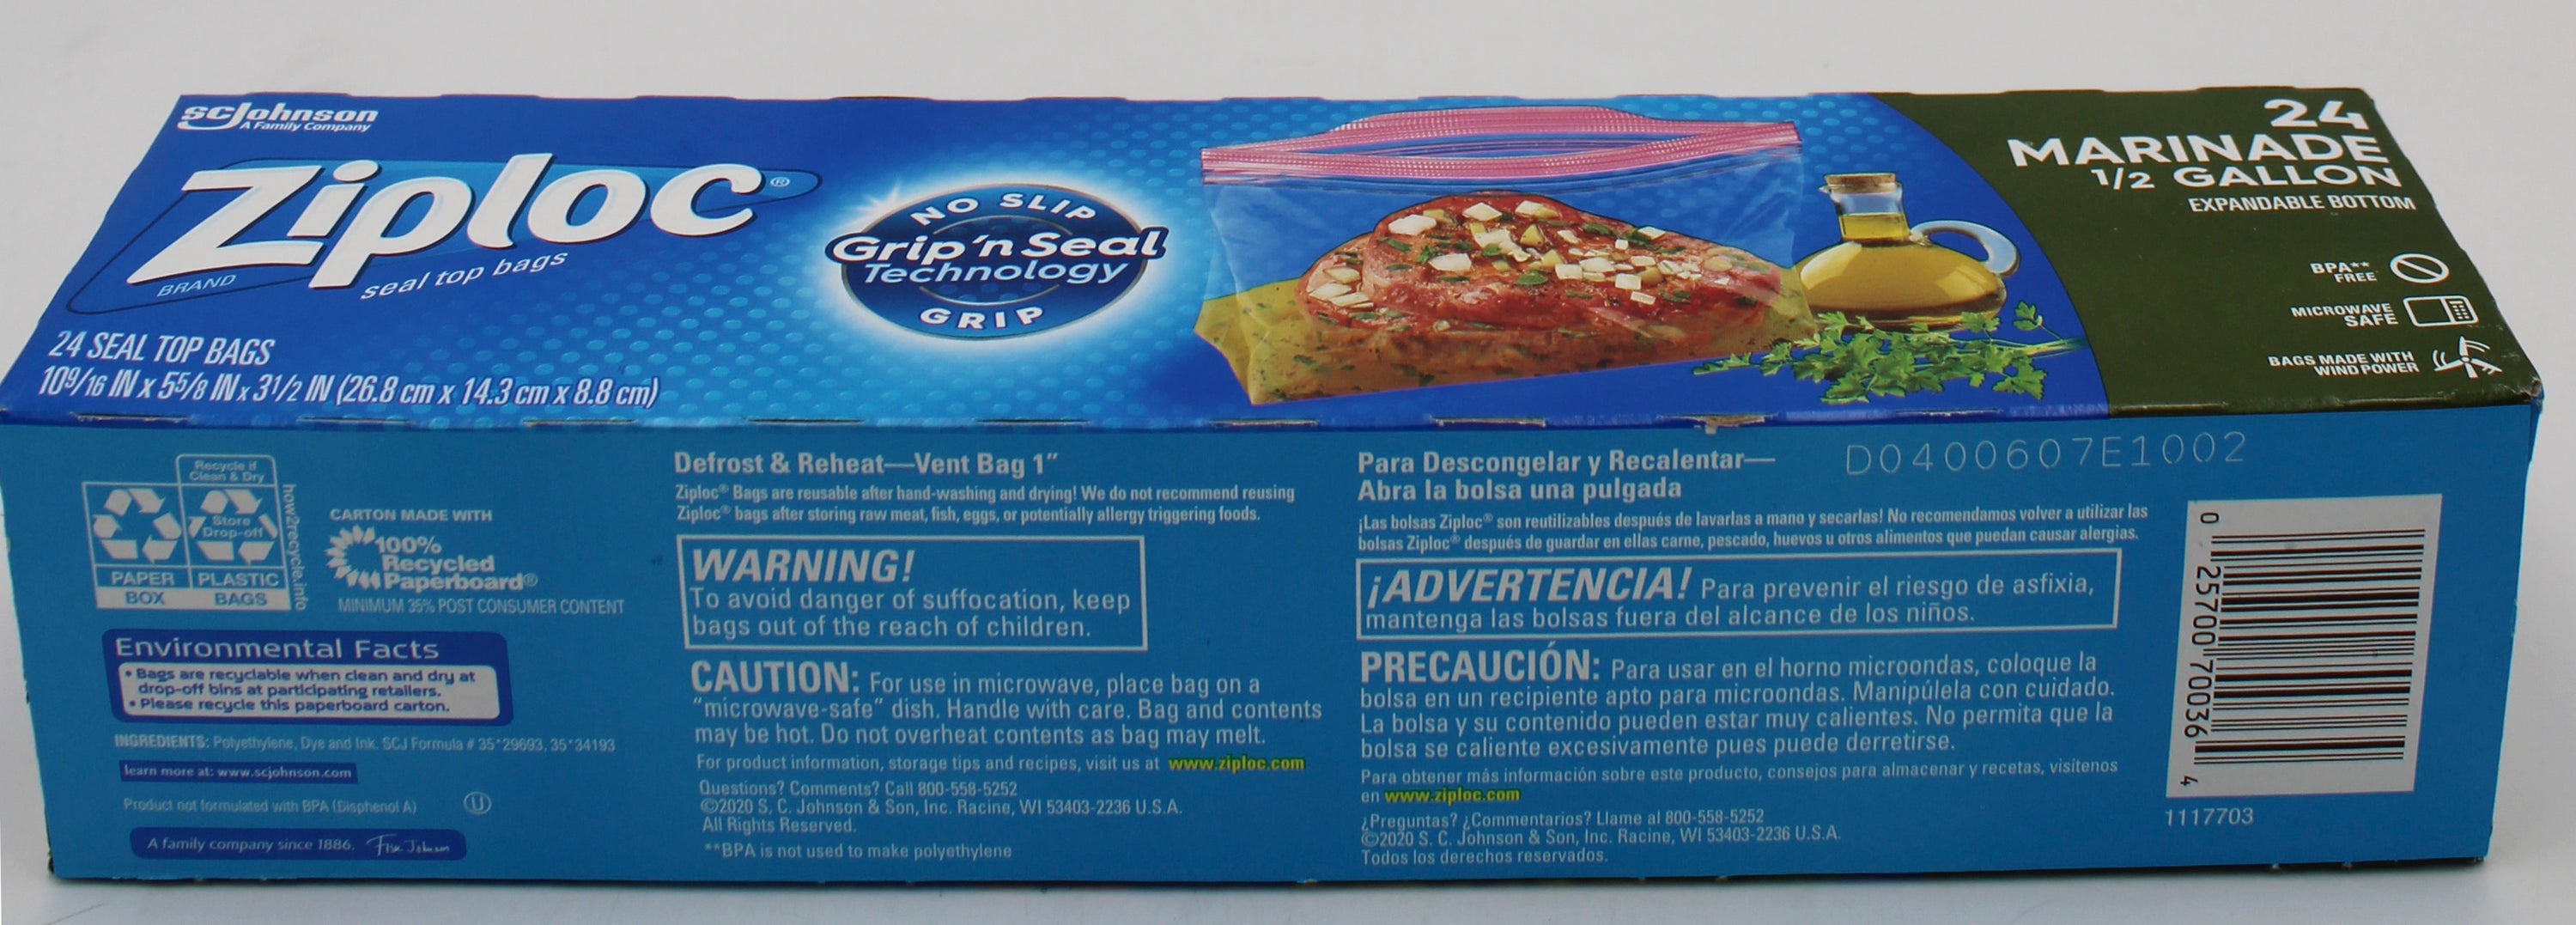 scJohnson
A Family Company
Ziploc®
BRAND
seal top bags
24 SEAL TOP BAGS
10 9/16 IN x 5 5/8 IN x 3 1/2 IN (26.8 cm x 14.3 cm x 8.8 cm)
NO SLIP
Grip 'n Seal
Technology
GRIP
24
MARINADE
1/2 GALLON
EXPANDABLE BOTTOM
BPA**
FREE
MICROWAVE
SAFE
BAGS MADE WITH
WIND POWER
Recycle if
Clean & Dry
Store
Drop-off
PAPER
BOX
PLASTIC
BAGS
how2recycle.info
CARTON MADE WITH
100%
Recycled
Paperboard®
MINIMUM 35% POST CONSUMER CONTENT
Environmental Facts
• Bags are recyclable when clean and dry at
drop-off bins at participating retailers.
• Please recycle this paperboard carton.
INGREDIENTS: Polyethylene, Dye and Ink. SCJ Formula # 35*29693, 35*34193
learn more at: www.scjohnson.com
Product not formulated with BPA (Bisphenol A)
U
A family company since 1886. Fisk Johnson
Defrost & Reheat—Vent Bag 1"
Ziploc® Bags are reusable after hand-washing and drying! We do not recommend reusing
Ziploc® bags after storing raw meat, fish, eggs, or potentially allergy triggering foods.
WARNING!
To avoid danger of suffocation, keep
bags out of the reach of children.
CAUTION: For use in microwave, place bag on a
"microwave-safe" dish. Handle with care. Bag and contents
may be hot. Do not overheat contents as bag may melt.
For product information, storage tips and recipes, visit us at www.ziploc.com
Questions? Comments? Call 800-558-5252
©2020 S. C. Johnson & Son, Inc. Racine, WI 53403-2236 U.S.A.
All Rights Reserved.
**BPA is not used to make polyethylene
Para Descongelar y Recalentar—
Abra la bolsa una pulgada
¡Las bolsas Ziploc® son reutilizables después de lavarlas a mano y secarlas! No recomendamos volver a utilizar las
bolsas Ziploc® después de guardar en ellas carne, pescado, huevos u otros alimentos que puedan causar alergias.
¡ADVERTENCIA! Para prevenir el riesgo de asfixia,
mantenga las bolsas fuera del alcance de los niños.
PRECAUCIÓN: Para usar en el horno microondas, coloque la
bolsa en un recipiente apto para microondas. Manipúlela con cuidado.
La bolsa y su contenido pueden estar muy calientes. No permita que la
bolsa se caliente excesivamente pues puede derretirse.
Para obtener más información sobre este producto, consejos para almacenar y recetas, visítenos
en www.ziploc.com
¿Preguntas? ¿Commentarios? Llame al 800-558-5252
©2020 S. C. Johnson & Son, Inc. Racine, WI 53403-2236 U.S.A.
Todos los derechos reservados.
D0400607E1002
0 25700 70036 4
1117703